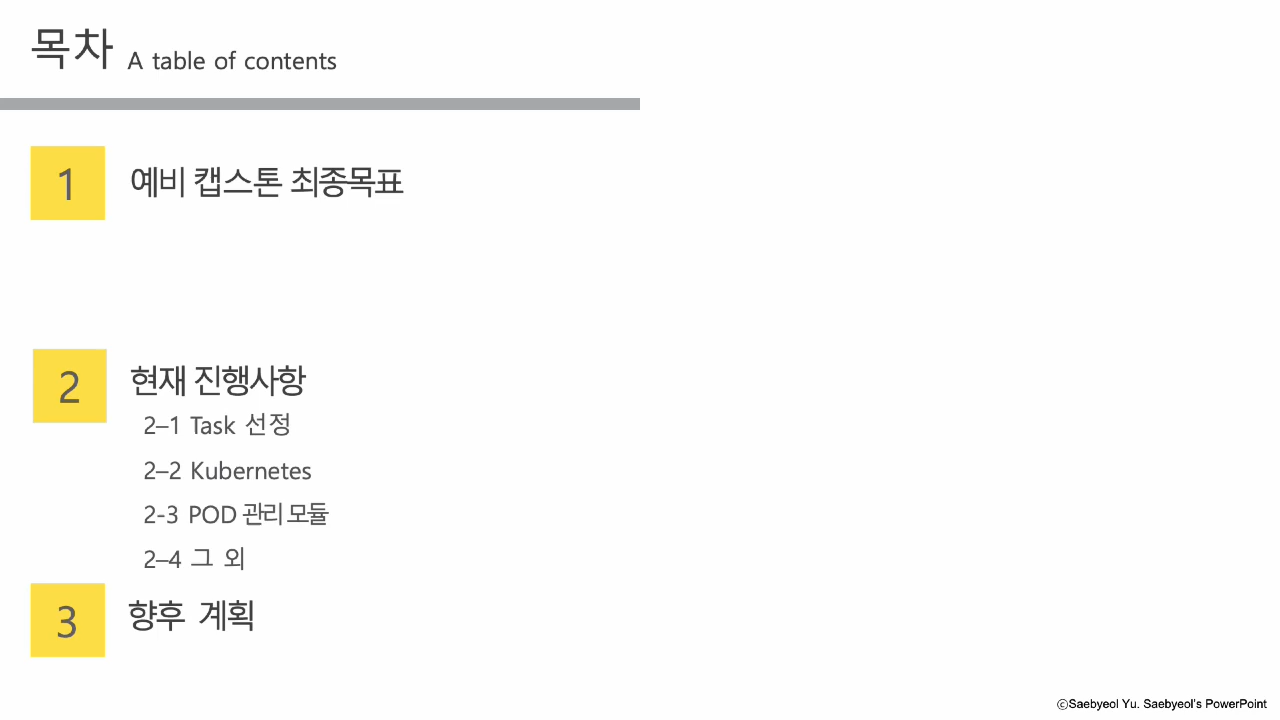 목차 A table of contents
1 예비 캡스톤 최종목표
2 현재 진행사항
2–1 Task 선정
2–2 Kubernetes
2-3 POD 관리 모듈
2–4 그 외
3 향후 계획
ⓒSaebyeol Yu. Saebyeol's PowerPoint